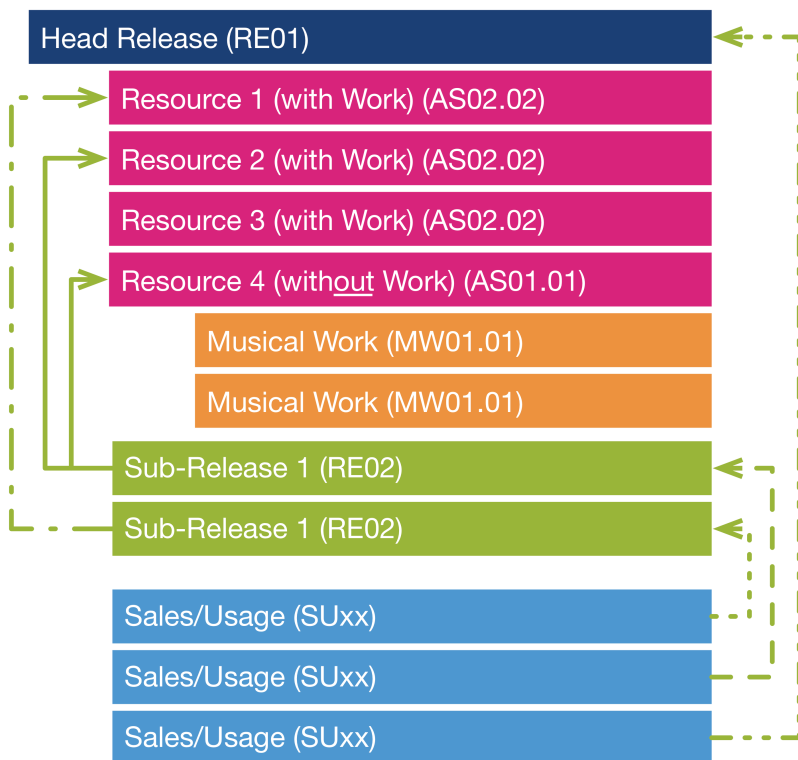 Head Release (RE01)
Resource 1 (with Work) (AS02.02)
Resource 2 (with Work) (AS02.02)
Resource 3 (with Work) (AS02.02)
Resource 4 (without Work) (AS01.01)
Musical Work (MW01.01)
Musical Work (MW01.01)
Sub-Release 1 (RE02)
Sub-Release 1 (RE02)
Sales/Usage (SUxx)
Sales/Usage (SUxx)
Sales/Usage (SUxx)